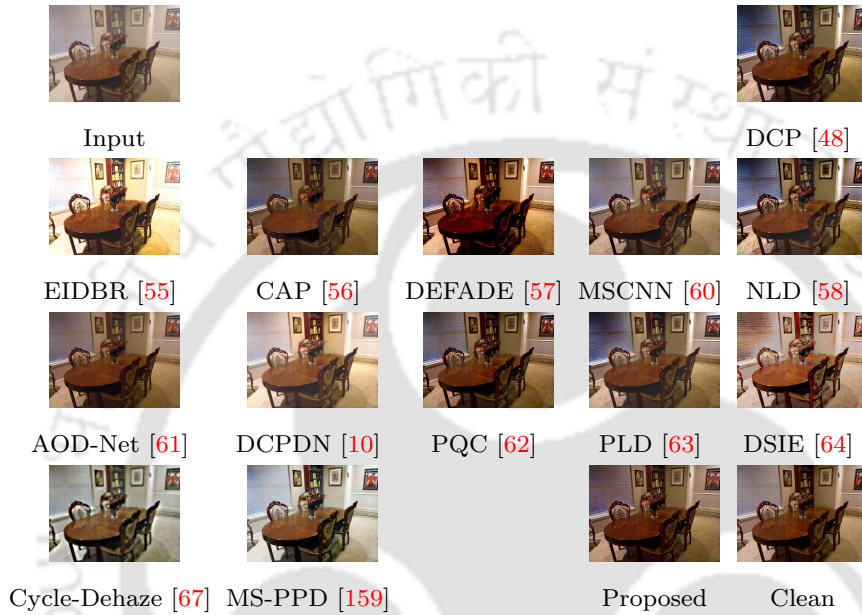 Input DCP [48]
EIDBR [55] CAP [56] DEFADE [57] MSCNN [60] NLD [58]
AOD-Net [61] DCPDN [10] PQC [62] PLD [63] DSIE [64]
Cycle-Dehaze [67] MS-PPD [159] Proposed Clean